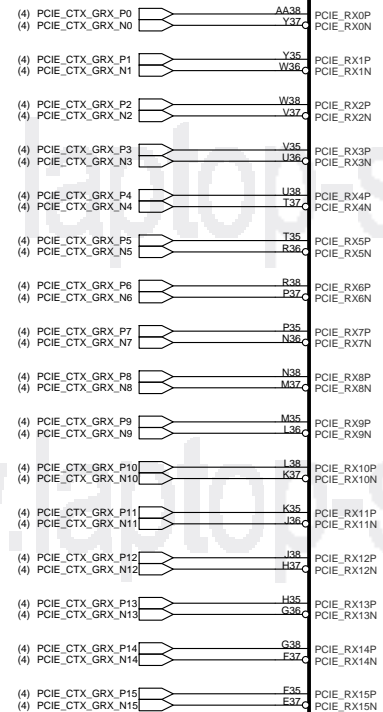 (4) PCIE_CTX_GRX_P0 AA38 PCIE_RX0P
(4) PCIE_CTX_GRX_N0 Y37 PCIE_RX0N
(4) PCIE_CTX_GRX_P1 Y35 PCIE_RX1P
(4) PCIE_CTX_GRX_N1 W36 PCIE_RX1N
(4) PCIE_CTX_GRX_P2 W38 PCIE_RX2P
(4) PCIE_CTX_GRX_N2 V37 PCIE_RX2N
(4) PCIE_CTX_GRX_P3 V35 PCIE_RX3P
(4) PCIE_CTX_GRX_N3 U36 PCIE_RX3N
(4) PCIE_CTX_GRX_P4 U38 PCIE_RX4P
(4) PCIE_CTX_GRX_N4 T37 PCIE_RX4N
(4) PCIE_CTX_GRX_P5 T35 PCIE_RX5P
(4) PCIE_CTX_GRX_N5 R36 PCIE_RX5N
(4) PCIE_CTX_GRX_P6 R38 PCIE_RX6P
(4) PCIE_CTX_GRX_N6 P37 PCIE_RX6N
(4) PCIE_CTX_GRX_P7 P35 PCIE_RX7P
(4) PCIE_CTX_GRX_N7 N36 PCIE_RX7N
(4) PCIE_CTX_GRX_P8 N38 PCIE_RX8P
(4) PCIE_CTX_GRX_N8 M37 PCIE_RX8N
(4) PCIE_CTX_GRX_P9 M35 PCIE_RX9P
(4) PCIE_CTX_GRX_N9 L36 PCIE_RX9N
(4) PCIE_CTX_GRX_P10 L38 PCIE_RX10P
(4) PCIE_CTX_GRX_N10 K37 PCIE_RX10N
(4) PCIE_CTX_GRX_P11 K35 PCIE_RX11P
(4) PCIE_CTX_GRX_N11 J36 PCIE_RX11N
(4) PCIE_CTX_GRX_P12 J38 PCIE_RX12P
(4) PCIE_CTX_GRX_N12 H37 PCIE_RX12N
(4) PCIE_CTX_GRX_P13 H35 PCIE_RX13P
(4) PCIE_CTX_GRX_N13 G36 PCIE_RX13N
(4) PCIE_CTX_GRX_P14 G38 PCIE_RX14P
(4) PCIE_CTX_GRX_N14 F37 PCIE_RX14N
(4) PCIE_CTX_GRX_P15 F35 PCIE_RX15P
(4) PCIE_CTX_GRX_N15 E37 PCIE_RX15N